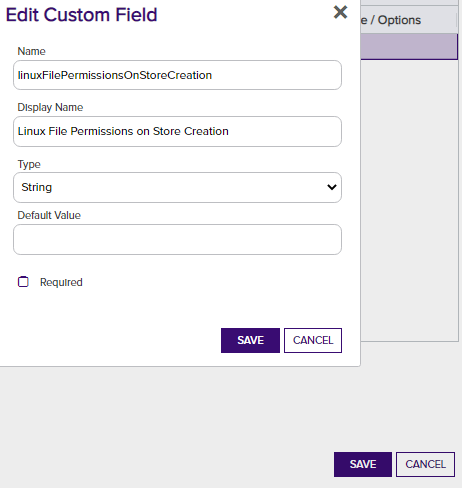 Edit Custom Field
e / Options
Name
linuxFilePermissionsOnStoreCreation
Display Name
Linux File Permissions on Store Creation
Type
String
Default Value
Required
SAVE CANCEL
SAVE CANCEL